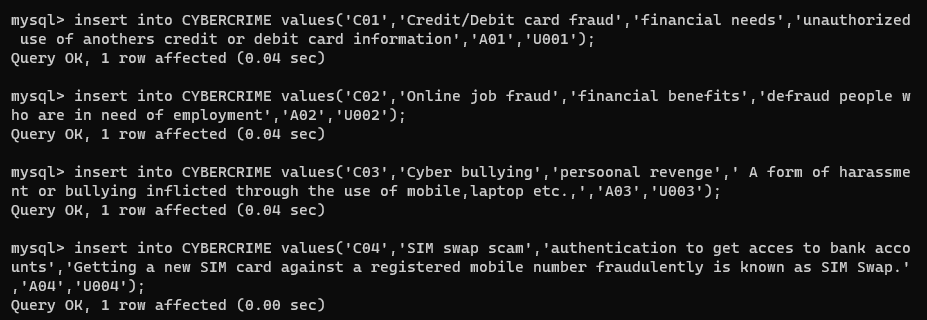 mysql> insert into CYBERCRIME values('C01','Credit/Debit card fraud','financial needs','unauthorized
 use of anothers credit or debit card information','A01','U001');
Query OK, 1 row affected (0.04 sec)

mysql> insert into CYBERCRIME values('C02','Online job fraud','financial benefits','defraud people w
ho are in need of employment','A02','U002');
Query OK, 1 row affected (0.04 sec)

mysql> insert into CYBERCRIME values('C03','Cyber bullying','persoonal revenge',' A form of harassme
nt or bullying inflicted through the use of mobile,laptop etc.,','A03','U003');
Query OK, 1 row affected (0.04 sec)

mysql> insert into CYBERCRIME values('C04','SIM swap scam','authentication to get acces to bank acco
unts','Getting a new SIM card against a registered mobile number fraudulently is known as SIM Swap.'
,'A04','U004');
Query OK, 1 row affected (0.00 sec)